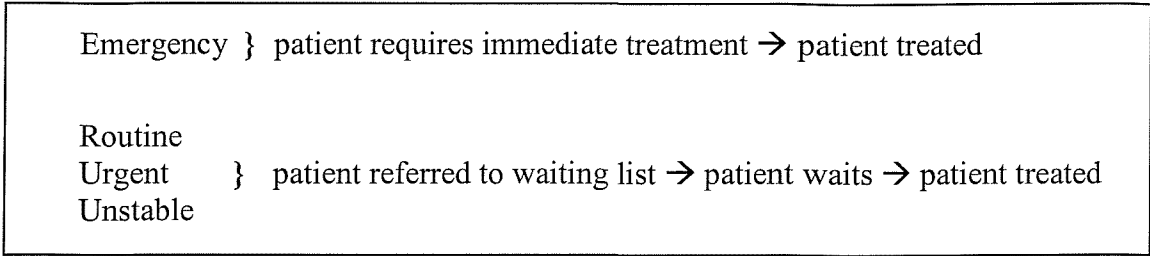 Emergency } patient requires immediate treatment → patient treated
Routine
Urgent } patient referred to waiting list → patient waits → patient treated
Unstable